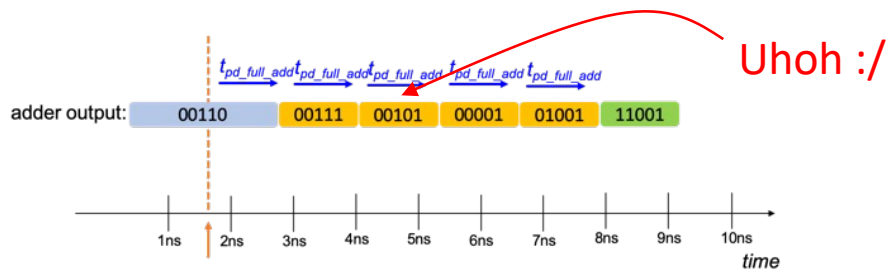 Uhoh :/
t_pd_full_add t_pd_full_add t_pd_full_add t_pd_full_add t_pd_full_add
adder output: 00110 00111 00101 00001 01001 11001
1ns 2ns 3ns 4ns 5ns 6ns 7ns 8ns 9ns 10ns
time